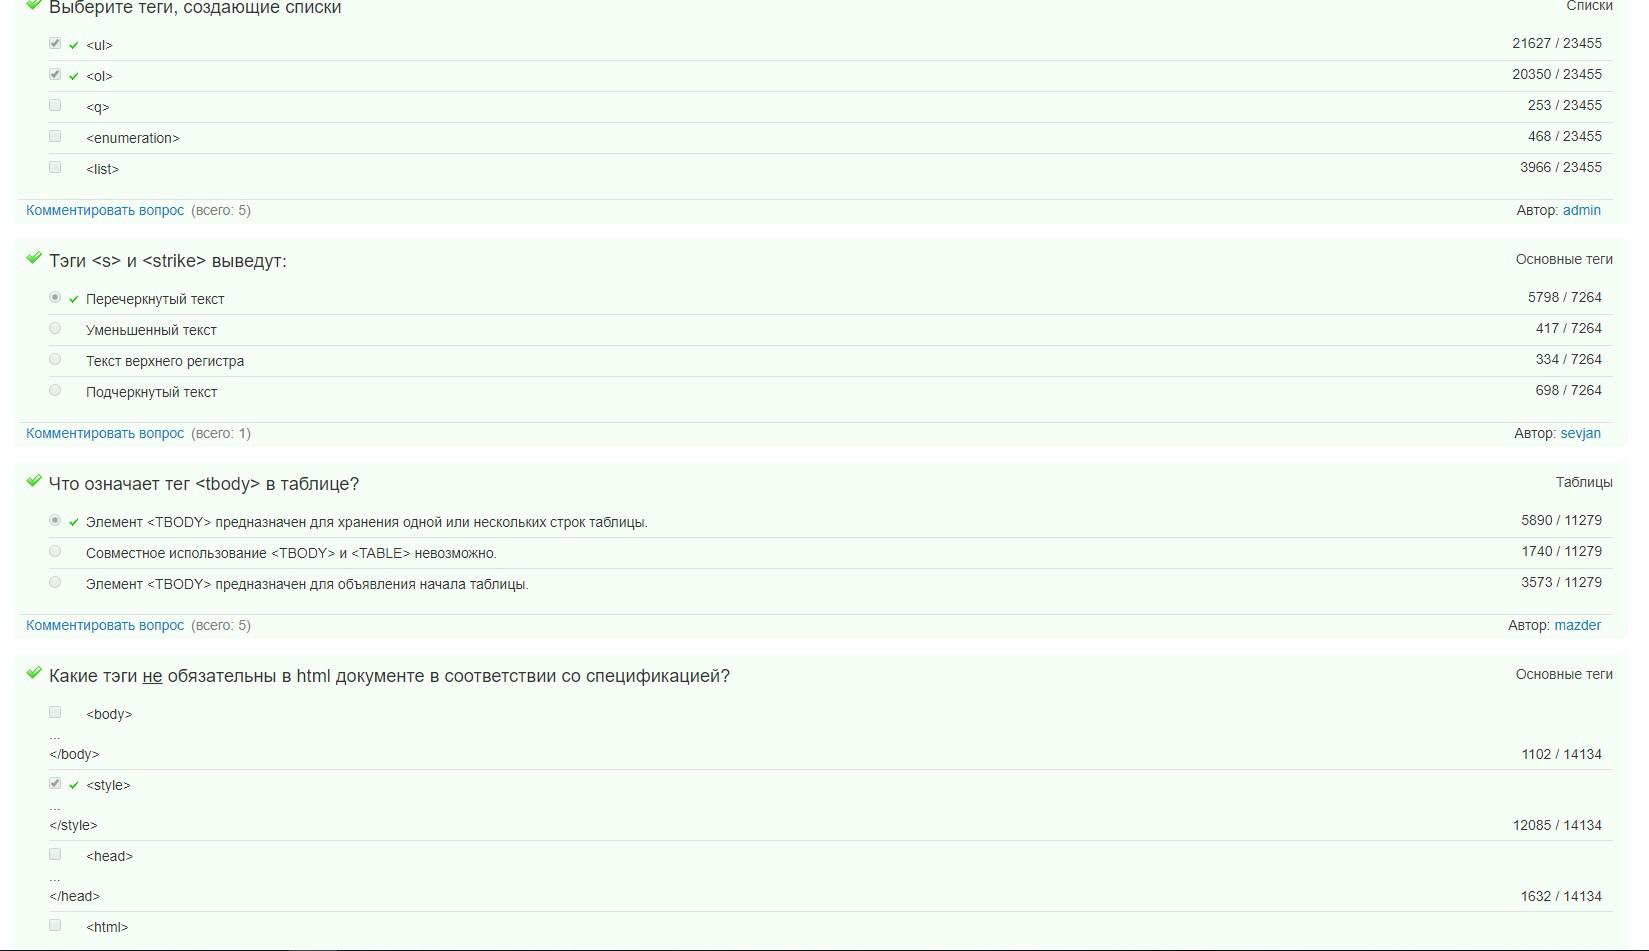 Выберите теги, создающие списки Списки
<ul> 21627 / 23455
<ol> 20350 / 23455
<q> 253 / 23455
<enumeration> 468 / 23455
<list> 3966 / 23455
Комментировать вопрос (всего: 5) Автор: admin
Тэги <s> и <strike> выведут: Основные теги
Перечеркнутый текст 5798 / 7264
Уменьшенный текст 417 / 7264
Текст верхнего регистра 334 / 7264
Подчеркнутый текст 698 / 7264
Комментировать вопрос (всего: 1) Автор: sevjan
Что означает тег <tbody> в таблице? Таблицы
Элемент <TBODY> предназначен для хранения одной или нескольких строк таблицы. 5890 / 11279
Совместное использование <TBODY> и <TABLE> невозможно. 1740 / 11279
Элемент <TBODY> предназначен для объявления начала таблицы. 3573 / 11279
Комментировать вопрос (всего: 5) Автор: mazder
Какие тэги не обязательны в html документе в соответствии со спецификацией? Основные теги
<body>
...
</body> 1102 / 14134
<style>
...
</style> 12085 / 14134
<head>
...
</head> 1632 / 14134
<html>